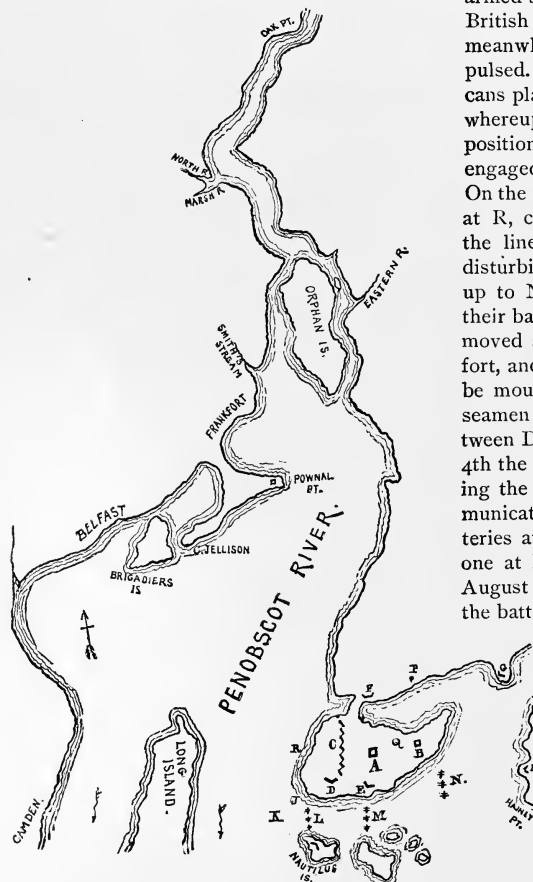 OAK PT.
NORTH R.
MARSH R.
EASTERN R.
ORPHAN IS.
SMITH'S
STREAM
FRANKFORT
POWNAL
PT.
BELFAST
C. JELLISON
BRIGADIERS
IS.
PENOBSCOT RIVER.
CAMDEN.
LONG
ISLAND.
P
E
G
R
C
A
Q
B
D
E
N.
J
K
L
M.
NAUTILUS
IS.
PT.
British
meanwh
pulsed.
cans pla
whereup
position
engaged
On the
at R, c
the line
disturbi
up to N
their ba
moved
fort, and
be mou
seamen
tween D
4th the
ing the
municat
teries a
one at
August
the batt